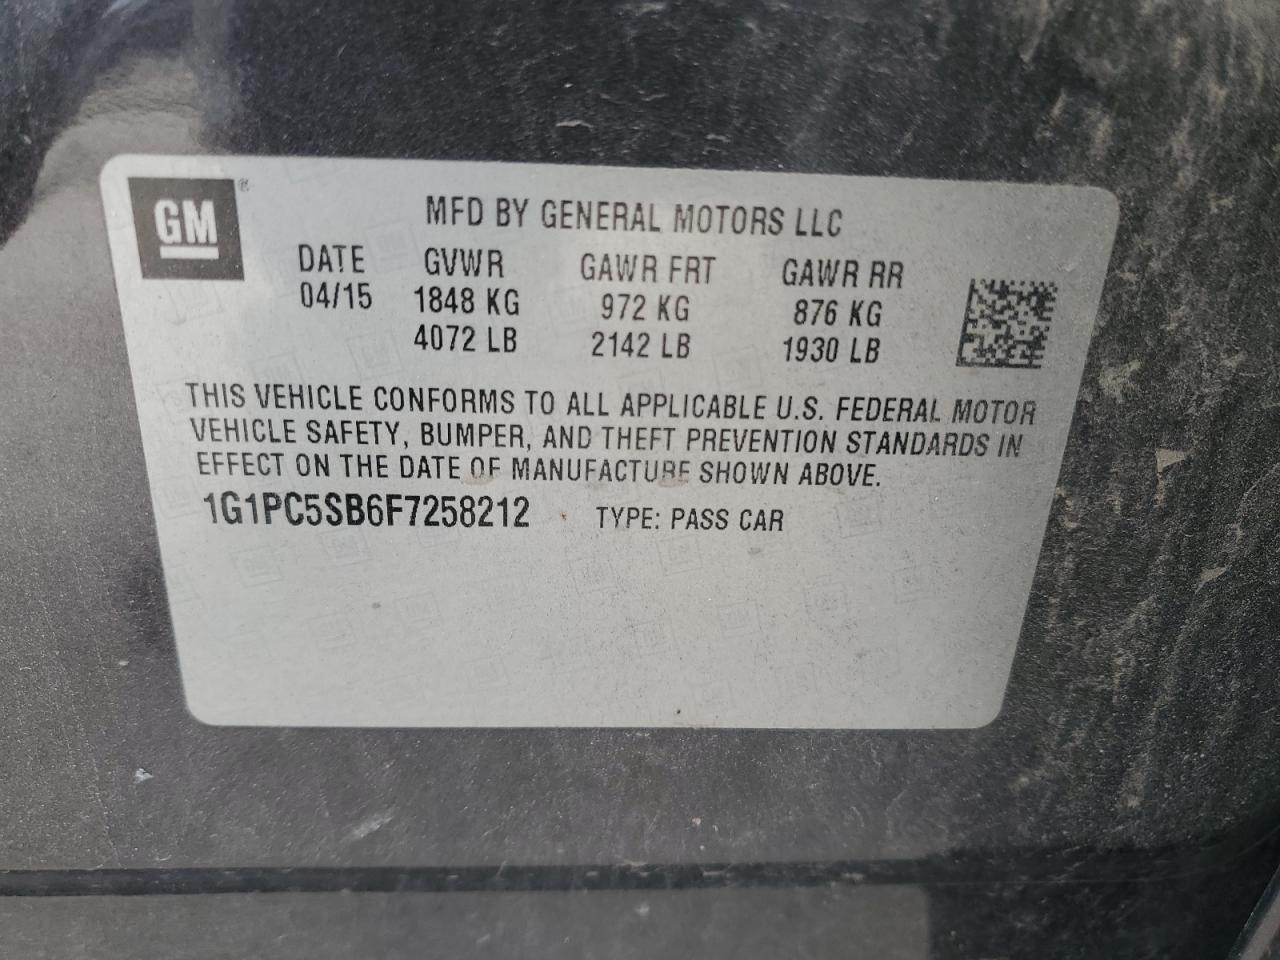 GM ®
MFD BY GENERAL MOTORS LLC
DATE GVWR GAWR FRT GAWR RR
04/15 1848 KG 972 KG 876 KG
4072 LB 2142 LB 1930 LB
THIS VEHICLE CONFORMS TO ALL APPLICABLE U.S. FEDERAL MOTOR
VEHICLE SAFETY, BUMPER, AND THEFT PREVENTION STANDARDS IN
EFFECT ON THE DATE OF MANUFACTURE SHOWN ABOVE.
1G1PC5SB6F7258212 TYPE: PASS CAR